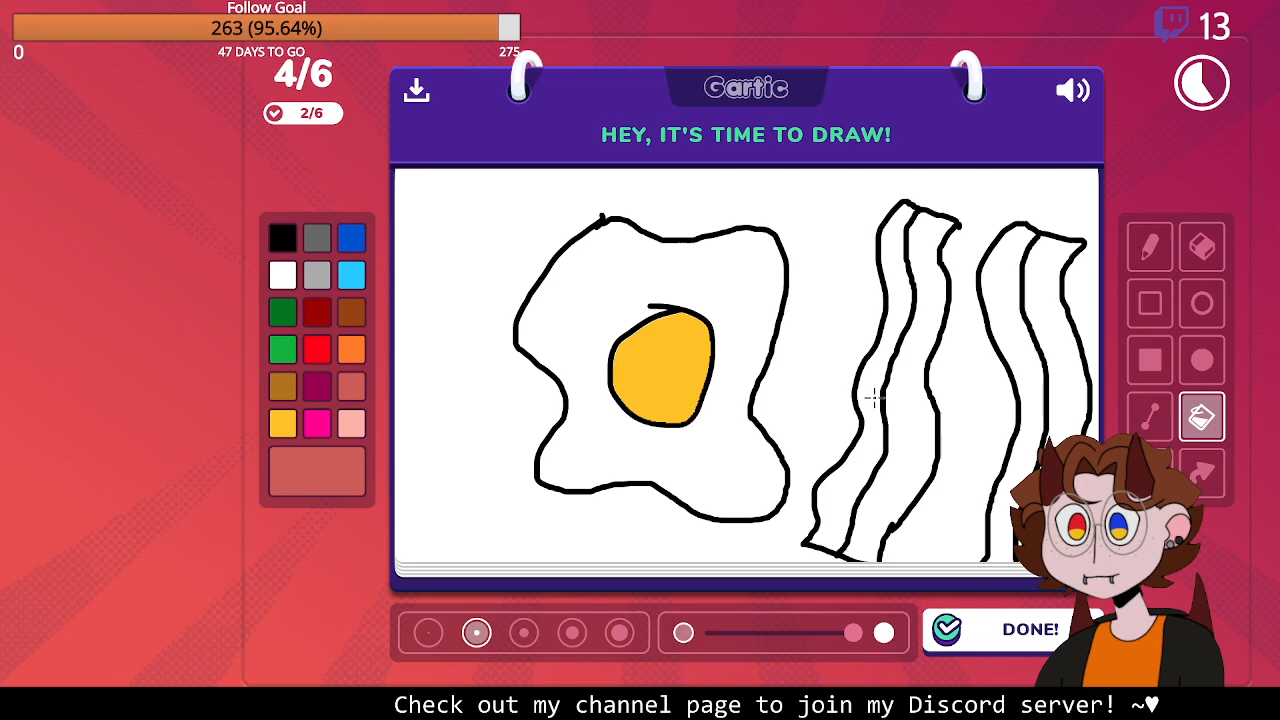 Follow Goal
263 (95.64%)
0
47 DAYS TO GO
275
13
4/6
2/6
Gartic
HEY, IT'S TIME TO DRAW!
DONE!
Check out my channel page to join my Discord server! ~♥